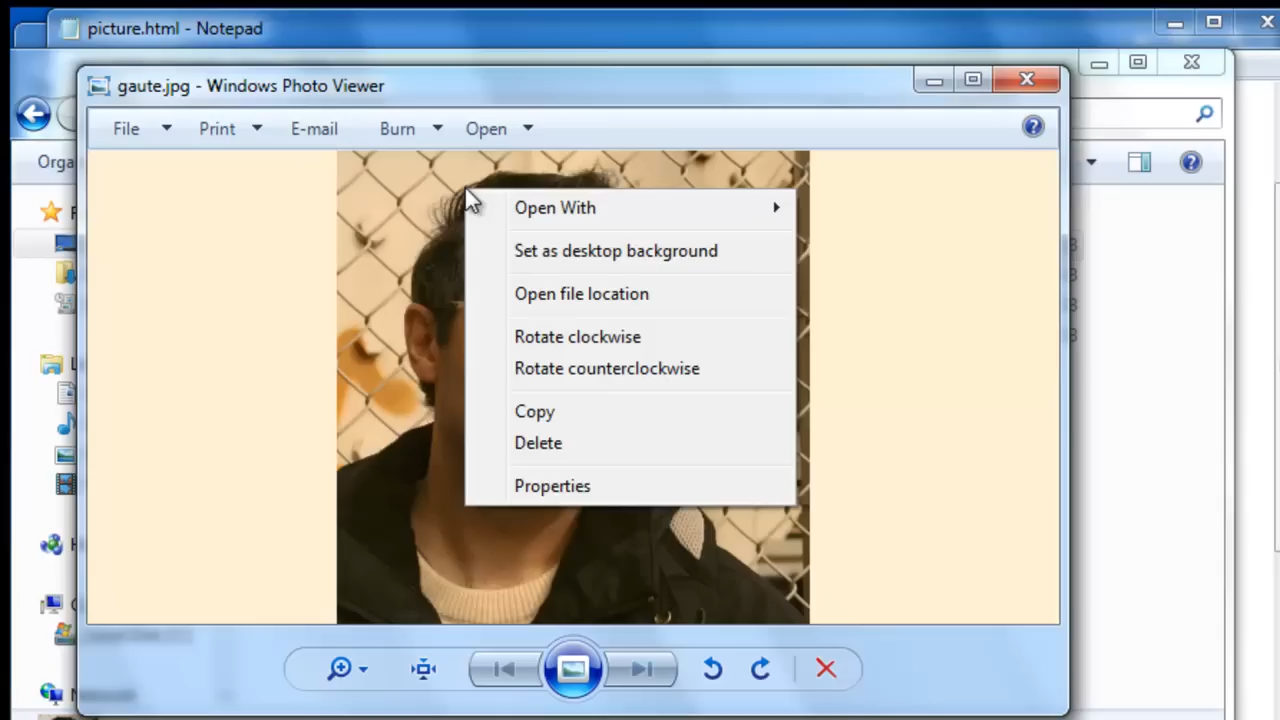 picture.html - Notepad
gaute.jpg - Windows Photo Viewer
File Print E-mail Burn Open
Orga
Open With
Set as desktop background
Open file location
Rotate clockwise
Rotate counterclockwise
Copy
Delete
Properties